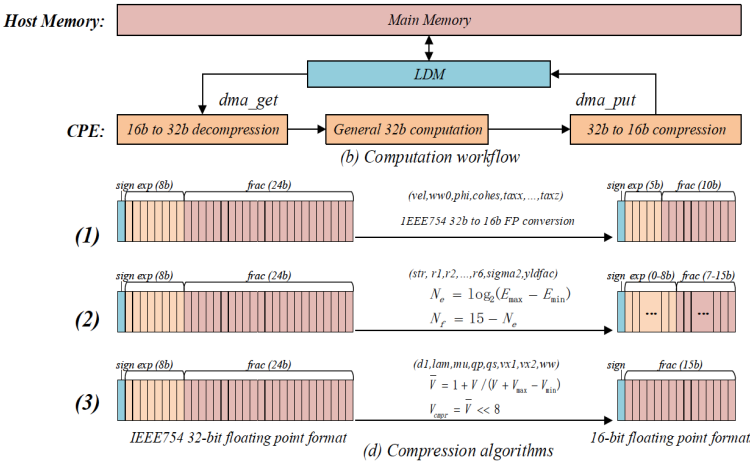 Host Memory: Main Memory
LDM
dma_get dma_put
CPE: 16b to 32b decompression General 32b computation 32b to 16b compression
(b) Computation workflow
sign exp (8b) frac (24b) (vel,ww0,phi,cohes,taxx,...,taxz) sign exp (5b) frac (10b)
(1) IEEE754 32b to 16b FP conversion
sign exp (8b) frac (24b) (str, r1,r2,...,r6,sigma2,yldfac) sign exp (0-8b) frac (7-15b)
N_e = log_2(E_max − E_min)
(2) ... ...
N_f = 15 − N_e
sign exp (8b) frac (24b) (d1,lam,mu,qp,qs,vx1,vx2,ww) sign frac (15b)
V̅ = 1 + V / (V + V_max − V_min)
(3) V_cmpr = V̅ << 8
IEEE754 32-bit floating point format 16-bit floating point format
(d) Compression algorithms